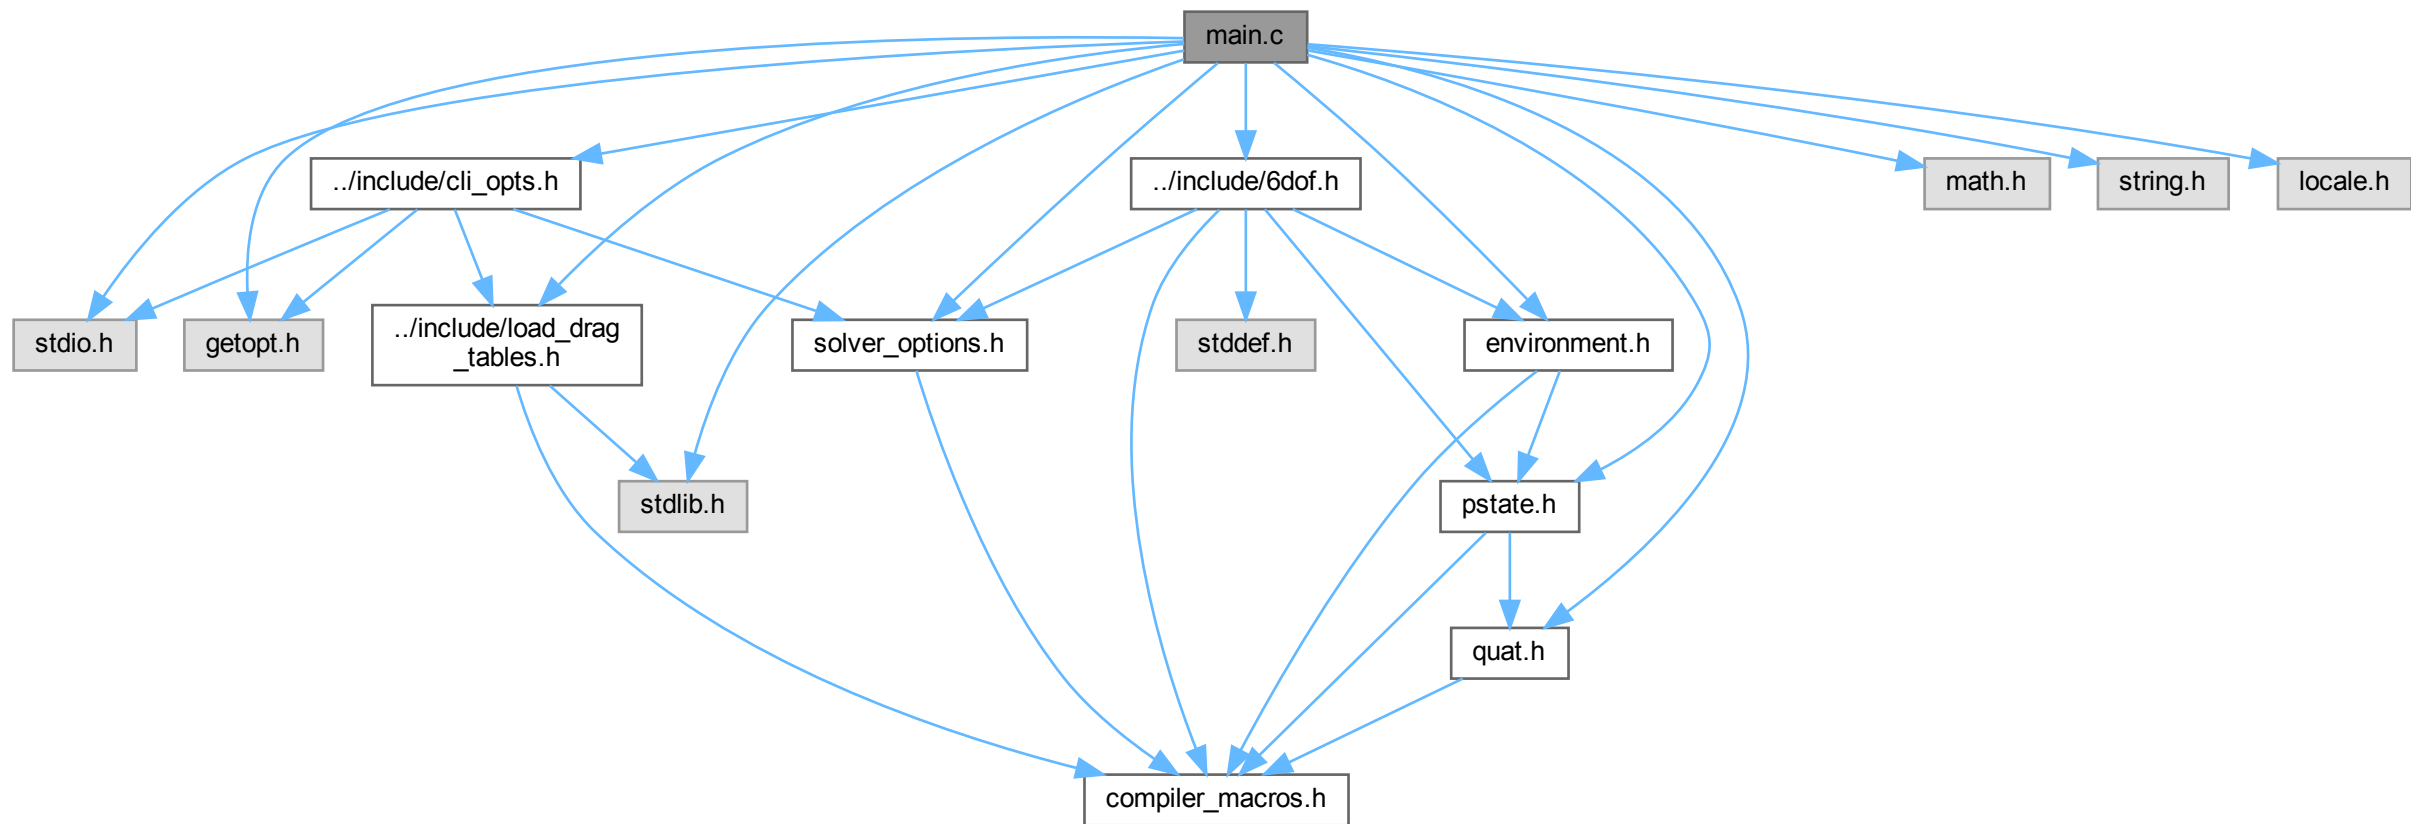 main.c
../include/cli_opts.h
../include/6dof.h
math.h
string.h
locale.h
stdio.h
getopt.h
../include/load_drag
_tables.h
solver_options.h
stddef.h
environment.h
stdlib.h
pstate.h
quat.h
compiler_macros.h